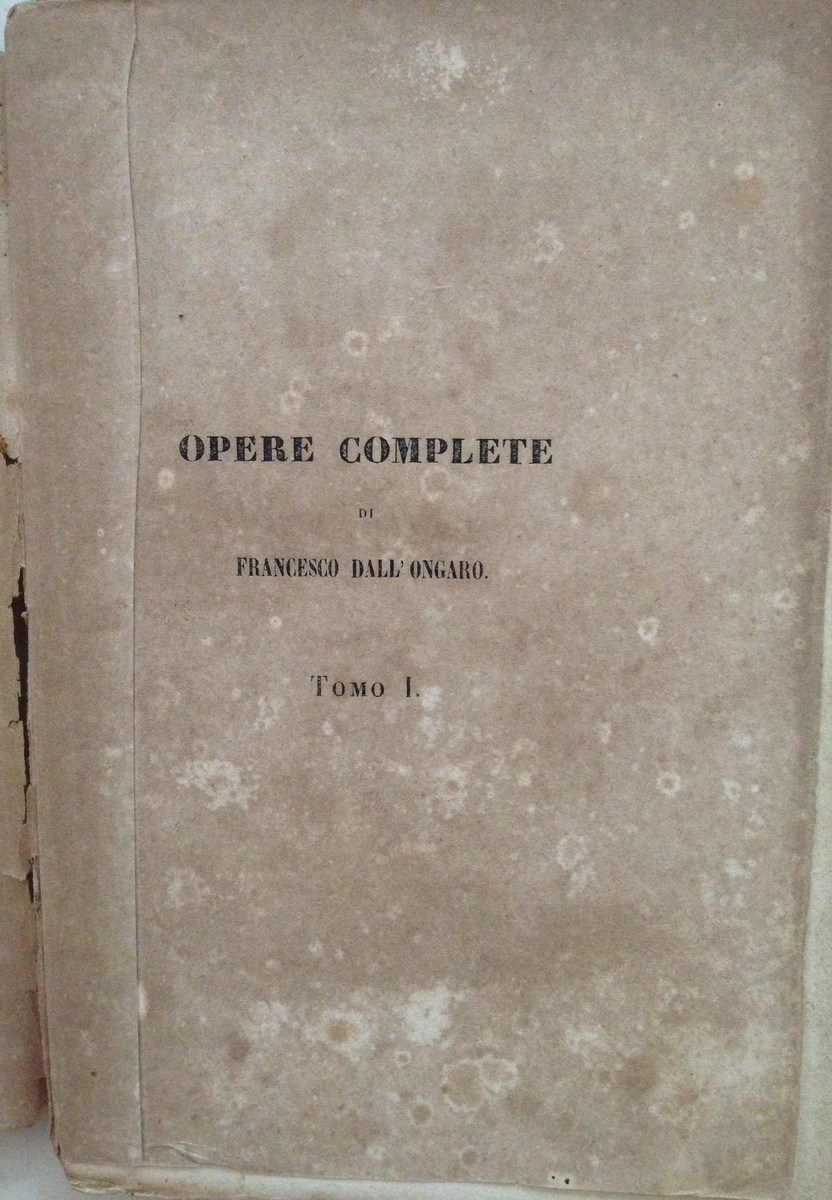 OPERE COMPLETE
DI
FRANCESCO DALL' ONGARO.
TOMO I.